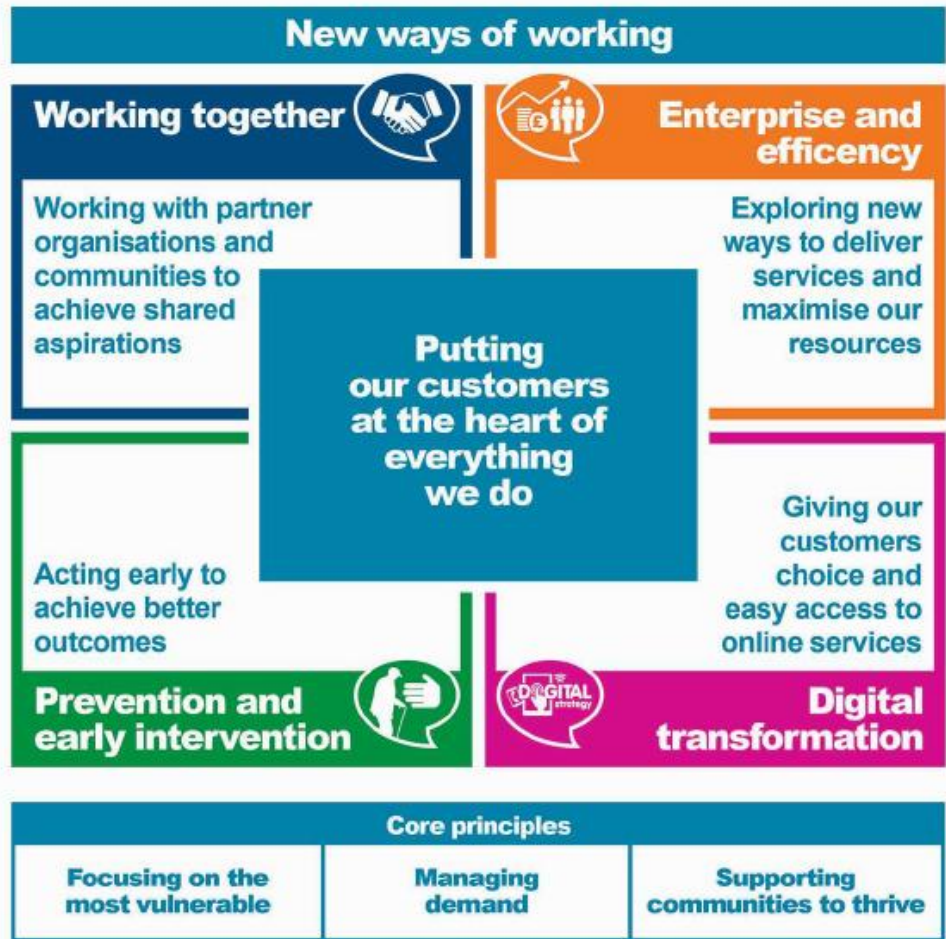 New ways of working
Working together
Working with partner
organisations and
communities to
achieve shared
aspirations
£
Enterprise and
efficency
Exploring new
ways to deliver
services and
maximise our
resources
Putting
our customers
at the heart of
everything
we do
Acting early to
achieve better
outcomes
Prevention and
early intervention
Giving our
customers
choice and
easy access to
online services
DIGITAL
strategy
Digital
transformation
Core principles
Focusing on the
most vulnerable
Managing
demand
Supporting
communities to thrive